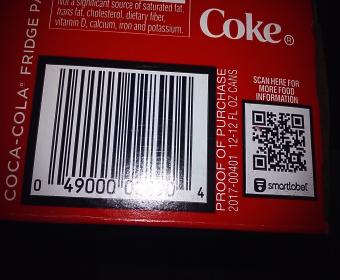 Not a significant source of saturated fat,
trans fat, cholesterol, dietary fiber,
vitamin D, calcium, iron and potassium.
Coke®
COCA-COLA® FRIDGE
0 49000 4
PROOF OF PURCHASE
2017-00401 12-12 FL OZ CANS
SCAN HERE FOR
MORE FOOD
INFORMATION
smartlabel